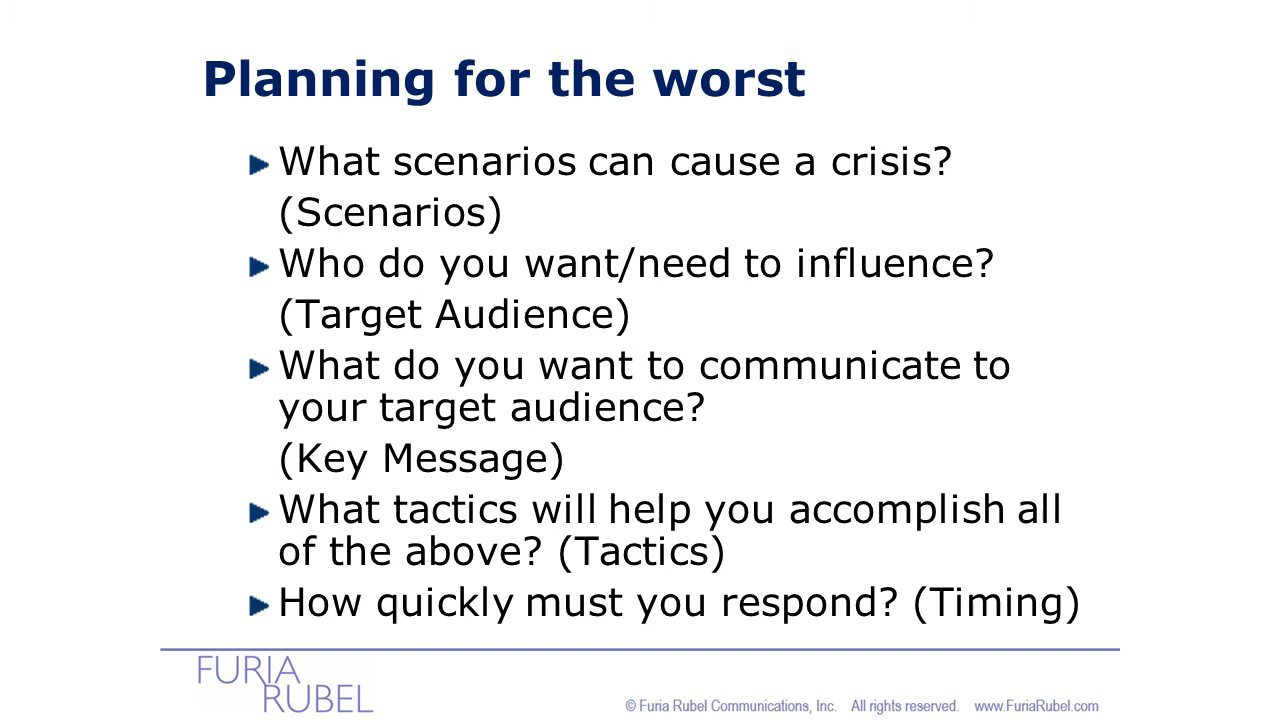 Planning for the worst
What scenarios can cause a crisis?
(Scenarios)
Who do you want/need to influence?
(Target Audience)
What do you want to communicate to
your target audience?
(Key Message)
What tactics will help you accomplish all
of the above? (Tactics)
How quickly must you respond? (Timing)
FURIA
RUBEL
© Furia Rubel Communications, Inc. All rights reserved. www.FuriaRubel.com